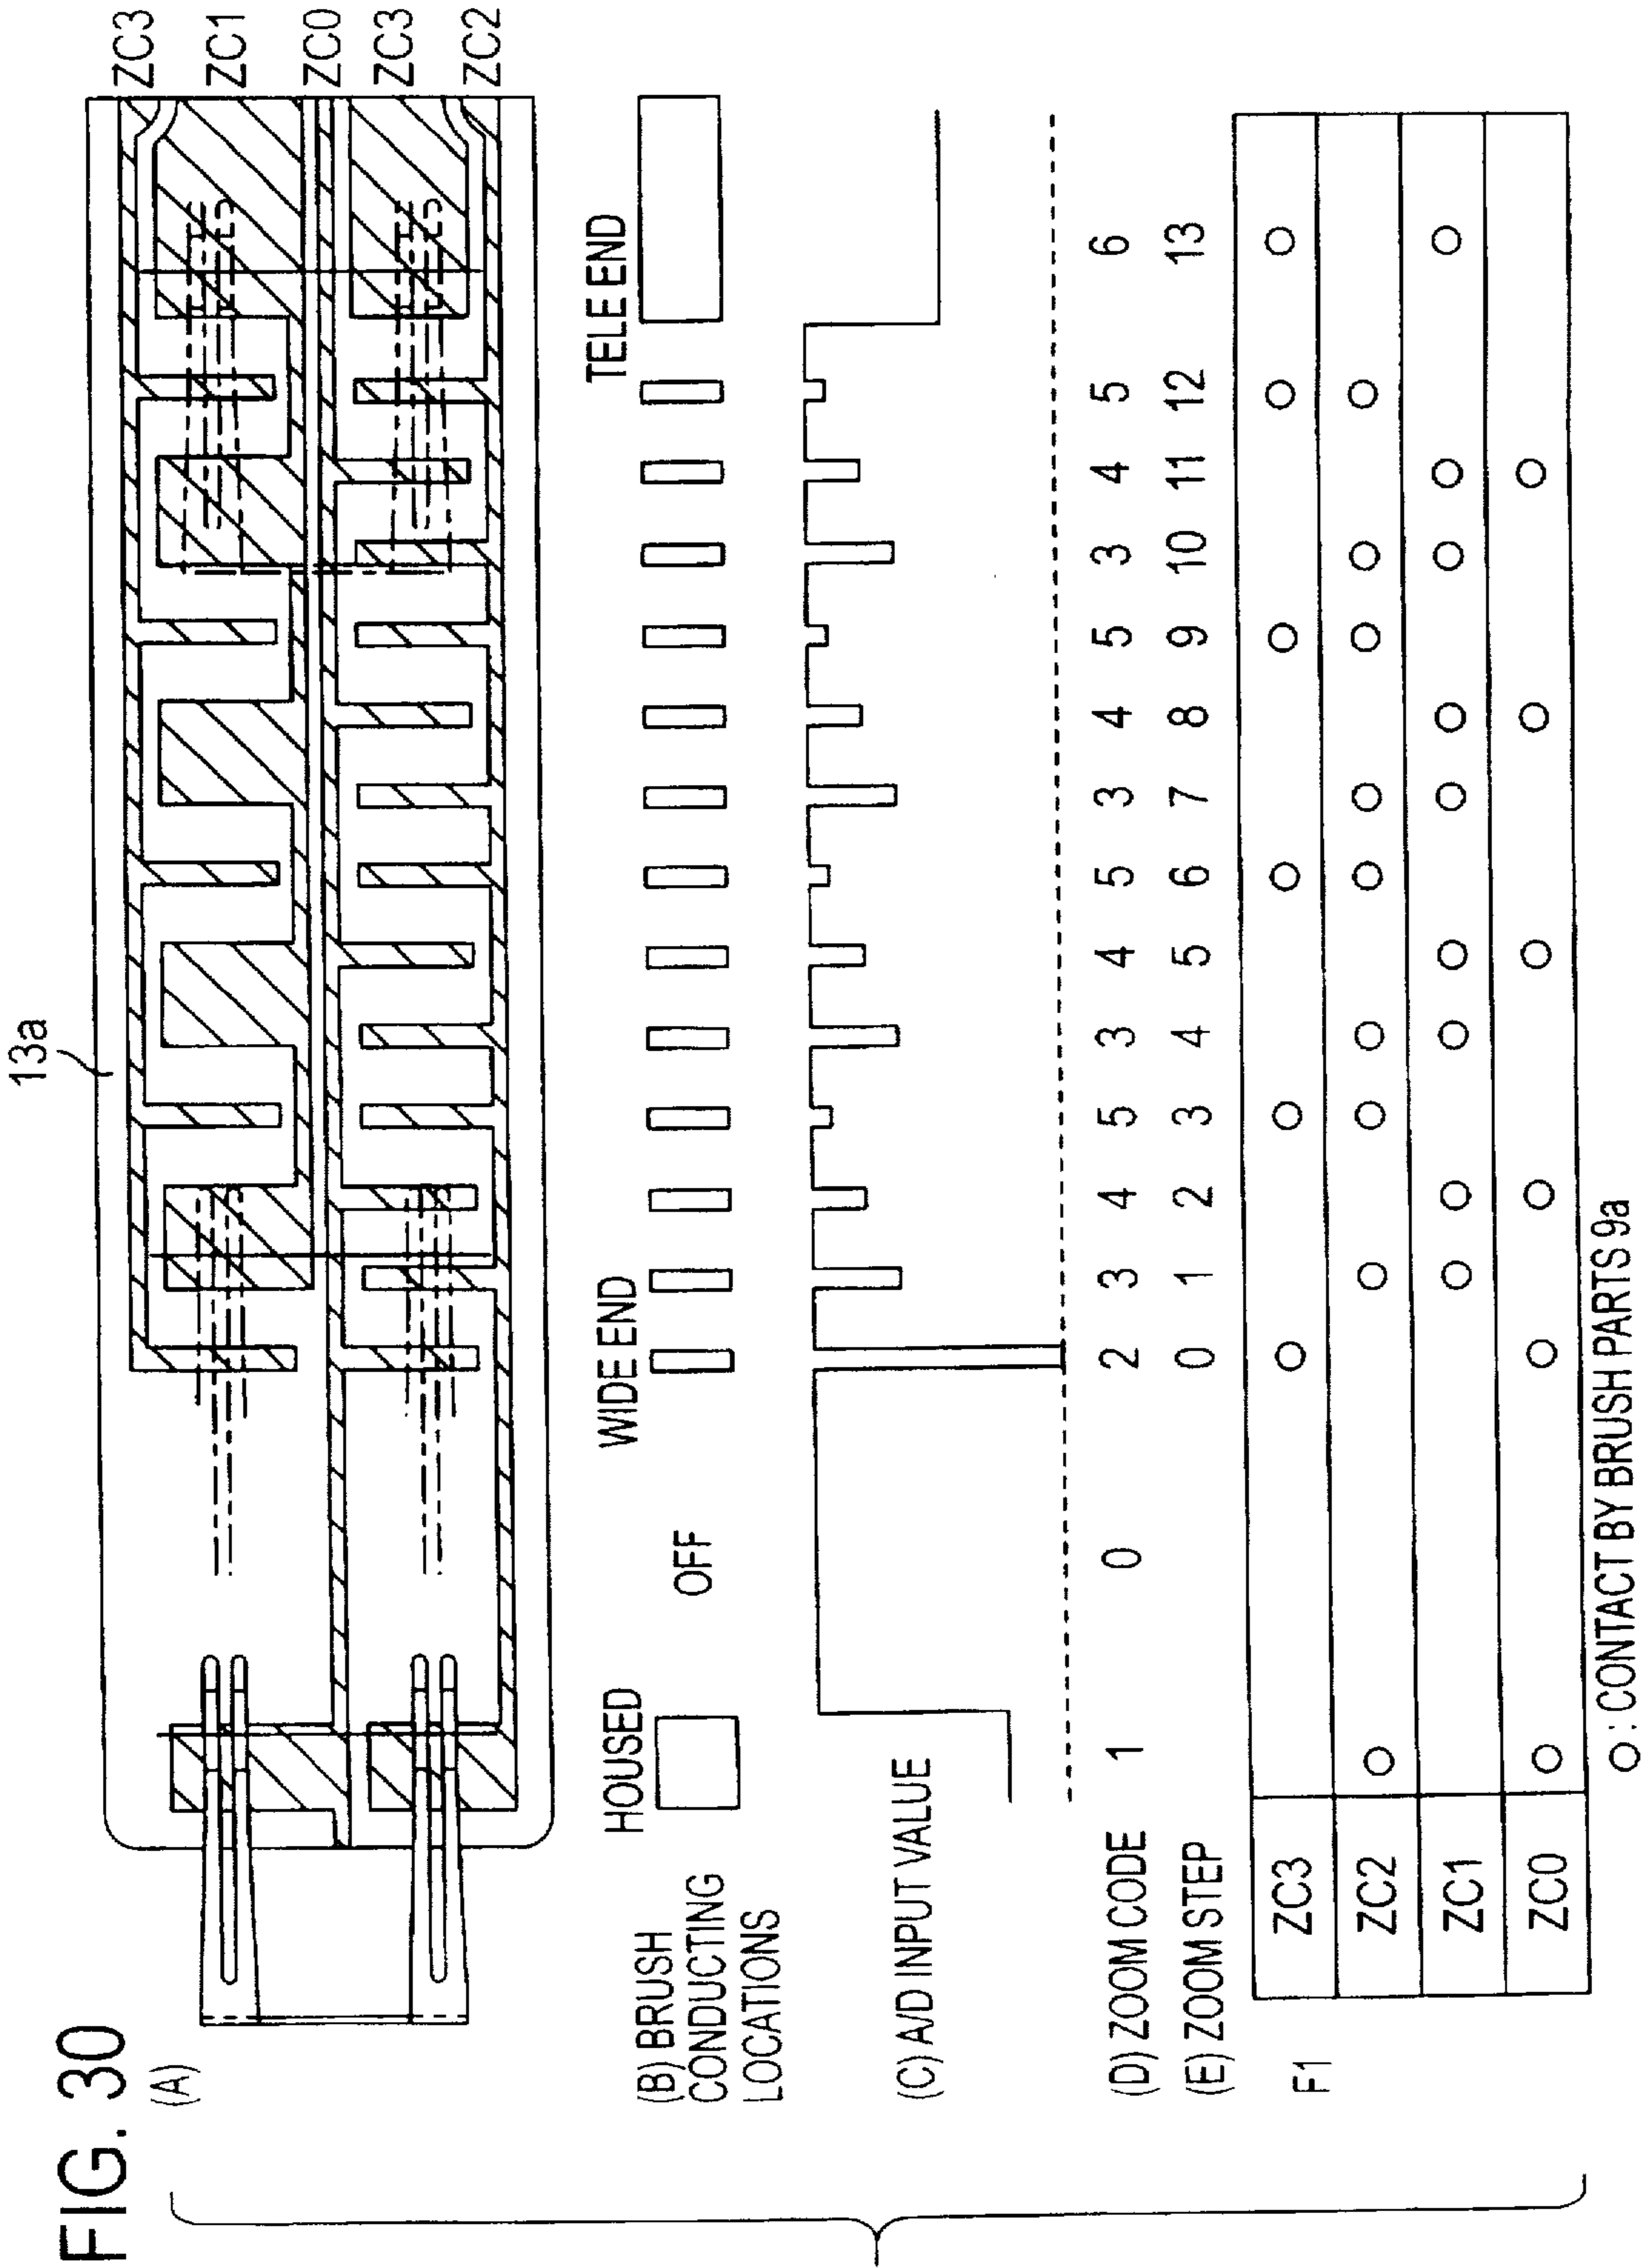 FIG. 30
(A)
13a
ZC3
ZC1
ZC0
ZC3
ZC2
HOUSED OFF WIDE END TELE END
(B) BRUSH
CONDUCTING
LOCATIONS
(C) A/D INPUT VALUE
(D) ZOOM CODE 1 0 2 3 4 5 3 4 5 3 4 5 3 4 5 6
(E) ZOOM STEP 0 1 2 3 4 5 6 7 8 9 10 11 12 13
F1
ZC3 ○ ○ ○ ○ ○ ○
ZC2 ○ ○ ○ ○ ○ ○ ○ ○ ○
ZC1 ○ ○ ○ ○ ○ ○ ○ ○ ○
ZC0 ○ ○ ○ ○ ○ ○
○ : CONTACT BY BRUSH PARTS 9a